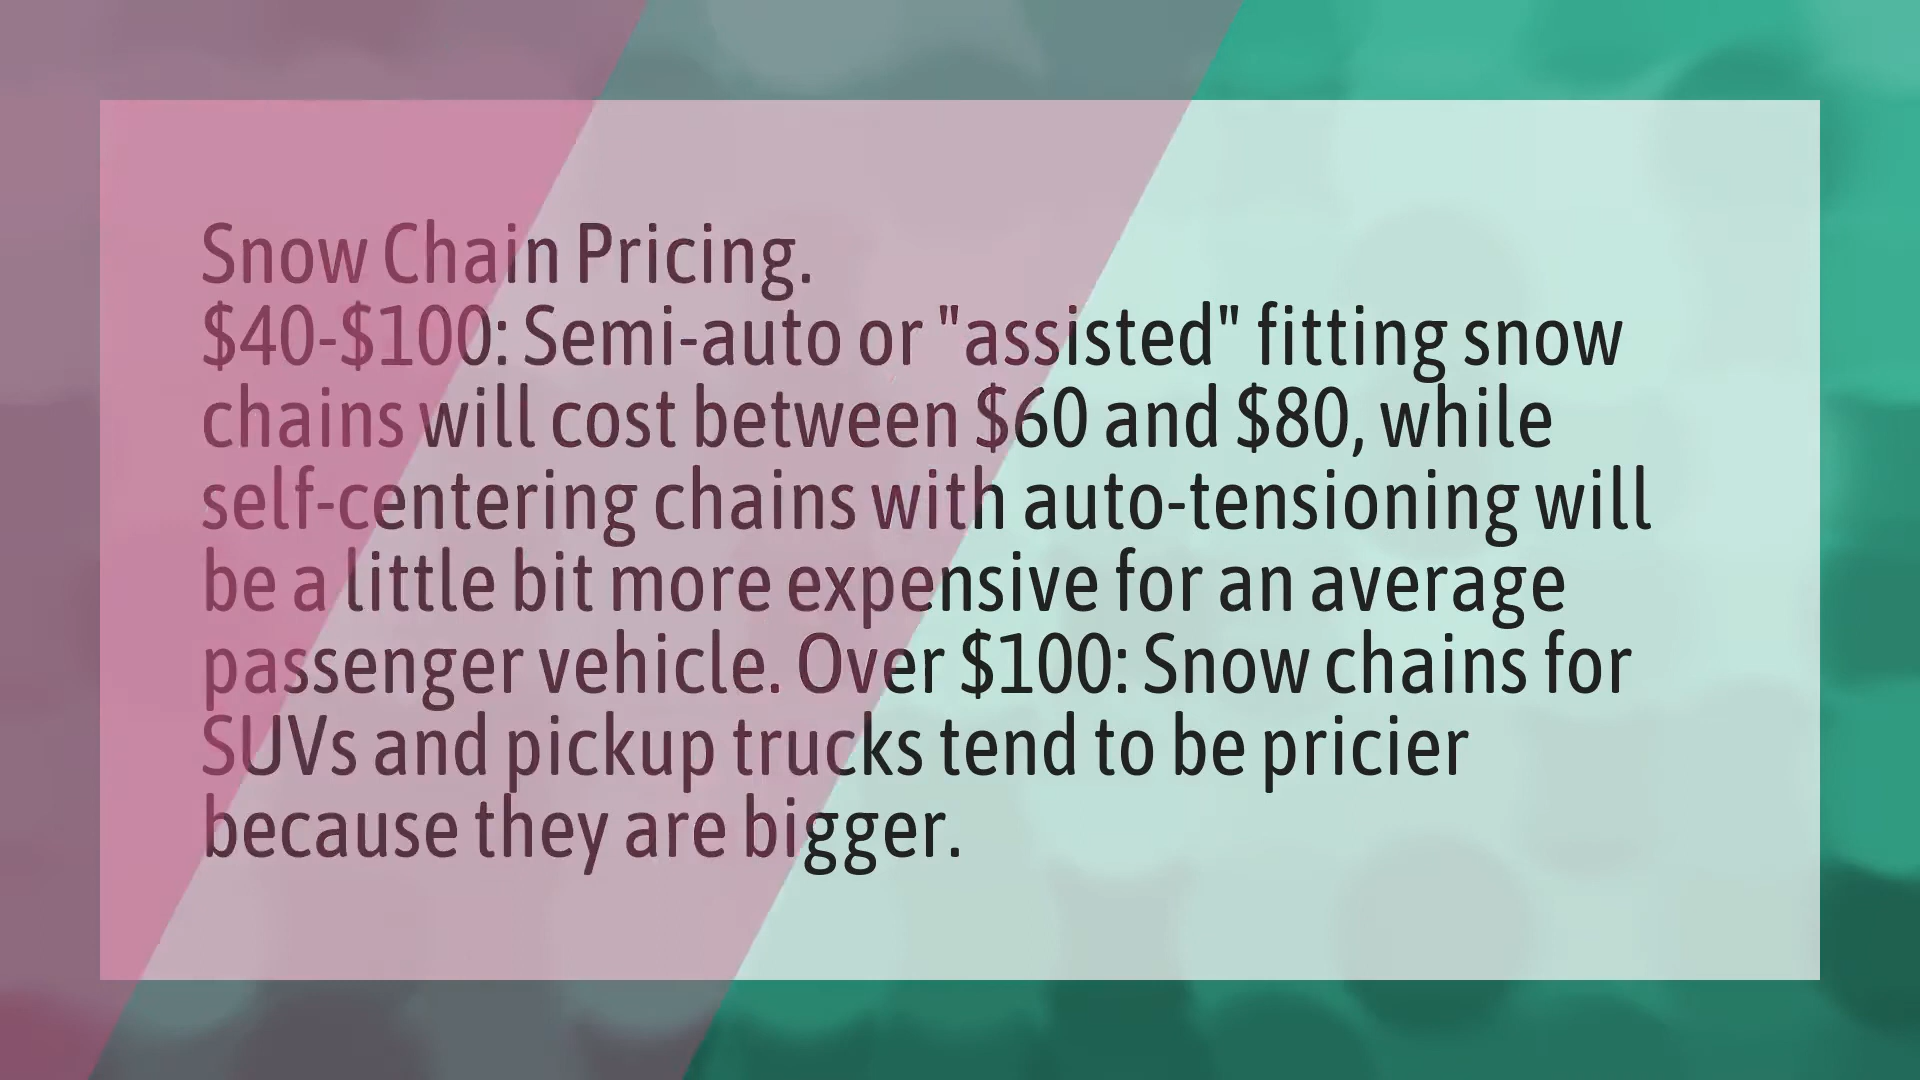 Snow Chain Pricing.
$40-$100: Semi-auto or "assisted" fitting snow
chains will cost between $60 and $80, while
self-centering chains with auto-tensioning will
be a little bit more expensive for an average
passenger vehicle. Over $100: Snow chains for
SUVs and pickup trucks tend to be pricier
because they are bigger.